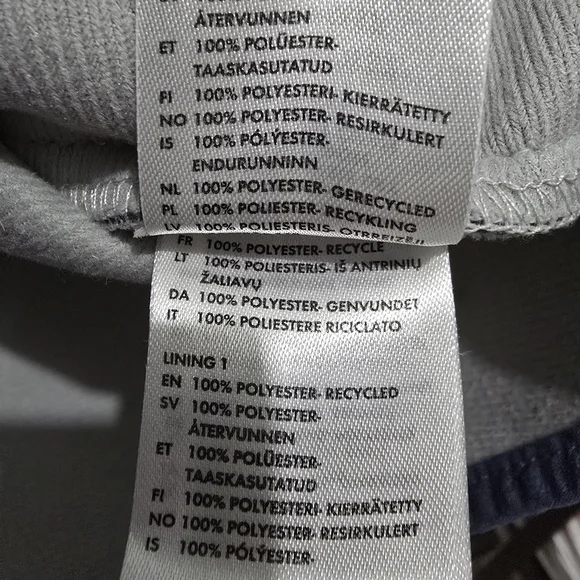 ÅTERVUNNEN
ET 100% POLÜESTER-
TAASKASUTATUD
FI 100% POLYESTERI- KIERRÄTETTY
NO 100% POLYESTER- RESIRKULERT
IS 100% PÓLÝESTER-
ENDURUNNINN
NL 100% POLYESTER- GERECYCLED
PL 100% POLIESTER- RECYKLING
LV 100% POLIESTERIS-
FR 100% POLYESTER- RECYCLE
LT 100% POLIESTERIS- IŠ ANTRINIŲ
ŽALIAVŲ
DA 100% POLYESTER- GENVUNDET
IT 100% POLIESTERE RICICLATO
LINING 1
EN 100% POLYESTER- RECYCLED
SV 100% POLYESTER-
ÅTERVUNNEN
ET 100% POLÜESTER-
TAASKASUTATUD
FI 100% POLYESTERI- KIERRÄTETTY
NO 100% POLYESTER- RESIRKULERT
IS 100% PÓLÝESTER-